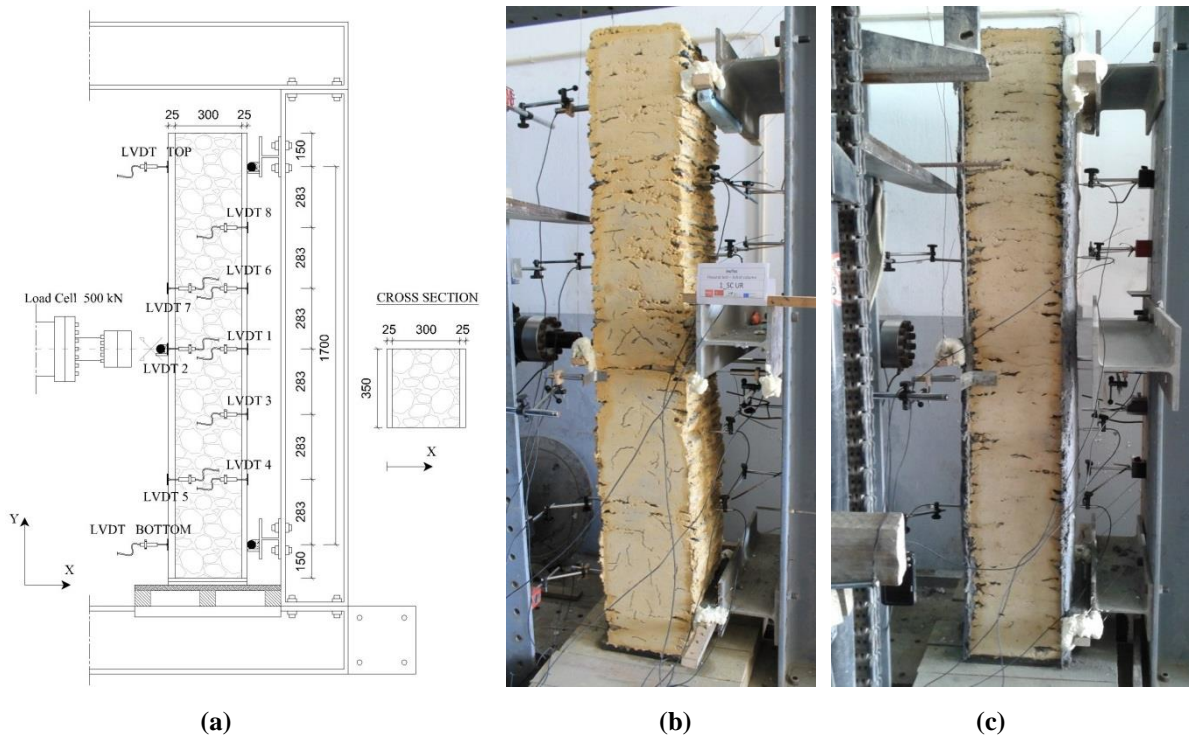 25 300 25
LVDT TOP
150
283
LVDT 8
283
LVDT 6
Load Cell 500 kN
LVDT 7
283
CROSS SECTION
LVDT 1
1700
25 300 25
LVDT 2
283
350
LVDT 3
283
LVDT 4
X
LVDT 5
Y
283
LVDT BOTTOM
150
X
1_SC UR
(a) (b) (c)